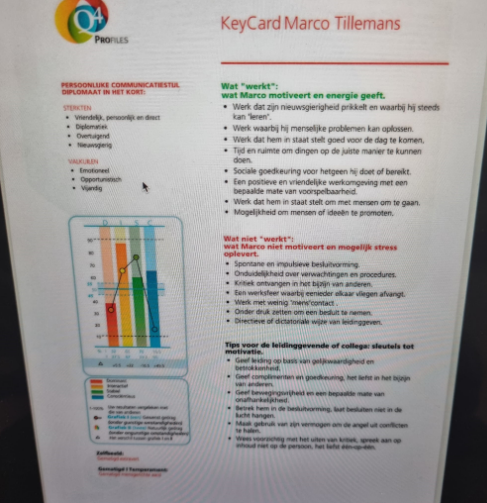 Q4
PROFILES
KeyCard Marco Tillemans
PERSOONLIJKE COMMUNICATIESTIJL
DIPLOMAAT IN HET KORT:
STERKTEN
• Vriendelijk, persoonlijk en direct
• Diplomatiek
• Overtuigend
• Nieuwsgierig
VALKUILEN
• Emotioneel
• Opportunistisch
• Vijandig
D I S C
Wat "werkt":
wat Marco motiveert en energie geeft.
• Werk dat zijn nieuwsgierigheid prikkelt en waarbij hij steeds
kan "leren".
• Werk waarbij hij menselijke problemen kan oplossen.
• Werk dat hem in staat stelt goed voor de dag te komen.
• Tijd en ruimte om dingen op de juiste manier te kunnen
doen.
• Sociale goedkeuring voor hetgeen hij doet of bereikt.
• Een positieve en vriendelijke werkomgeving met een
bepaalde mate van voorspelbaarheid.
• Werk dat hem in staat stelt om met mensen om te gaan.
• Mogelijkheid om mensen of ideeën te promoten.
Wat niet "werkt":
wat Marco niet motiveert en mogelijk stress
oplevert.
• Spontane en impulsieve besluitvorming.
• Onduidelijkheid over verwachtingen en procedures.
• Kritiek ontvangen in het bijzijn van anderen.
• Een werksfeer waarbij eenieder elkaar vliegen afvangt.
• Werk met weinig "mens"contact .
• Onder druk zetten om een besluit te nemen.
• Directieve of dictatoriale wijze van leidinggeven.
Tips voor de leidinggevende of collega: sleutels tot
motivatie.
• Geef leiding op basis van gelijkwaardigheid en
betrokkenheid.
• Geef complimenten en goedkeuring, het liefst in het bijzijn
van anderen.
• Geef bewegingsvrijheid en een bepaalde mate van
onafhankelijkheid.
• Betrek hem in de besluitvorming, laat besluiten niet in de
lucht hangen.
• Maak gebruik van zijn vermogen om de angel uit conflicten
te halen.
• Wees voorzichtig met het uiten van kritiek, spreek aan op
inhoud niet op de persoon, het liefst één-op-één.
Dominant
Interactief
Stabiel
Consciëntieus
Zelfbeeld: